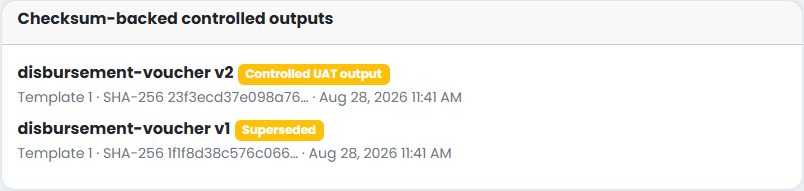 Checksum-backed controlled outputs
disbursement-voucher v2 Controlled UAT output
Template 1 · SHA-256 23f3ecd37e098a76… · Aug 28, 2026 11:41 AM
disbursement-voucher v1 Superseded
Template 1 · SHA-256 1f1f8d38c576c066… · Aug 28, 2026 11:41 AM